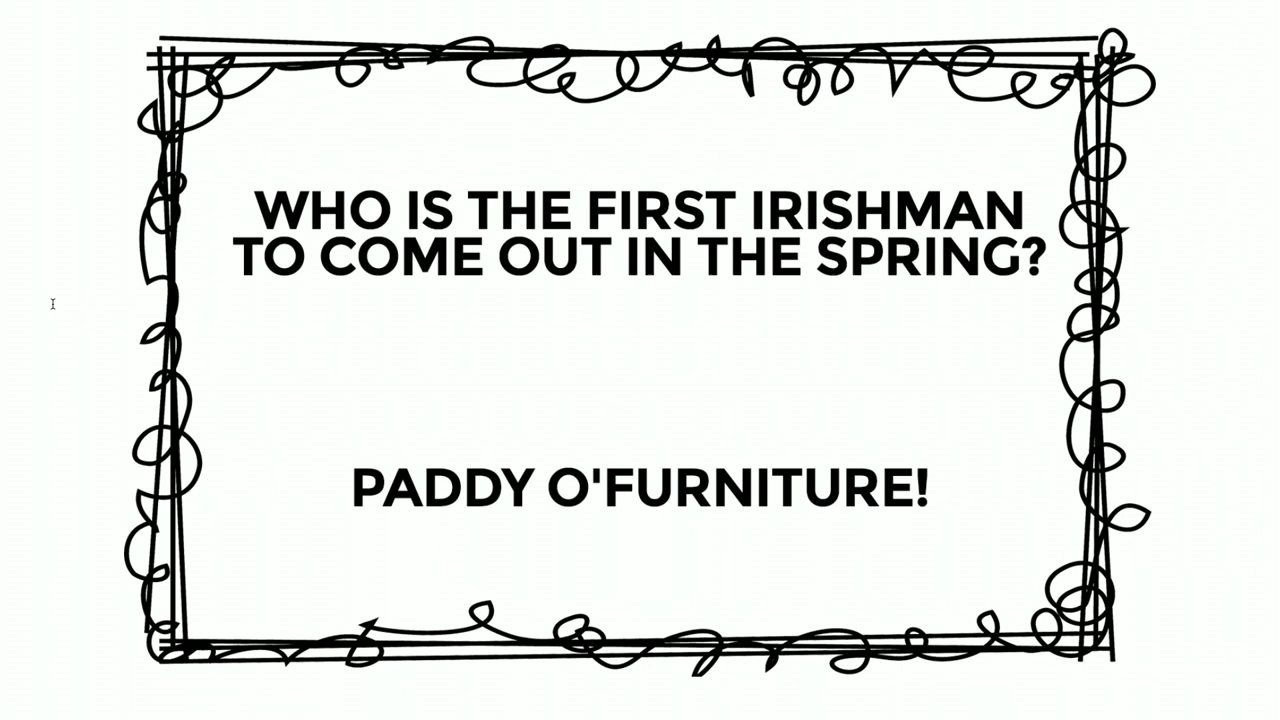 WHO IS THE FIRST IRISHMAN
TO COME OUT IN THE SPRING?
PADDY O'FURNITURE!